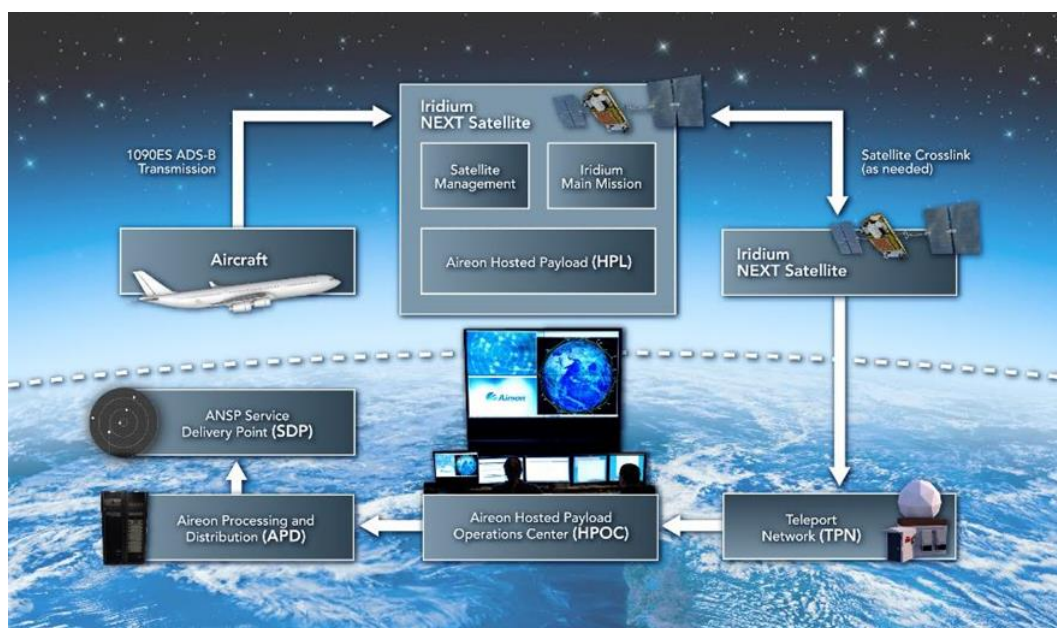 Iridium
NEXT Satellite
1090ES ADS-B
Transmission
Satellite
Management
Iridium
Main Mission
Satellite Crosslink
(as needed)
Aircraft
Aireon Hosted Payload (HPL)
Iridium
NEXT Satellite
Aireon
ANSP Service
Delivery Point (SDP)
Aireon Processing and
Distribution (APD)
Aireon Hosted Payload
Operations Center (HPOC)
Teleport
Network (TPN)